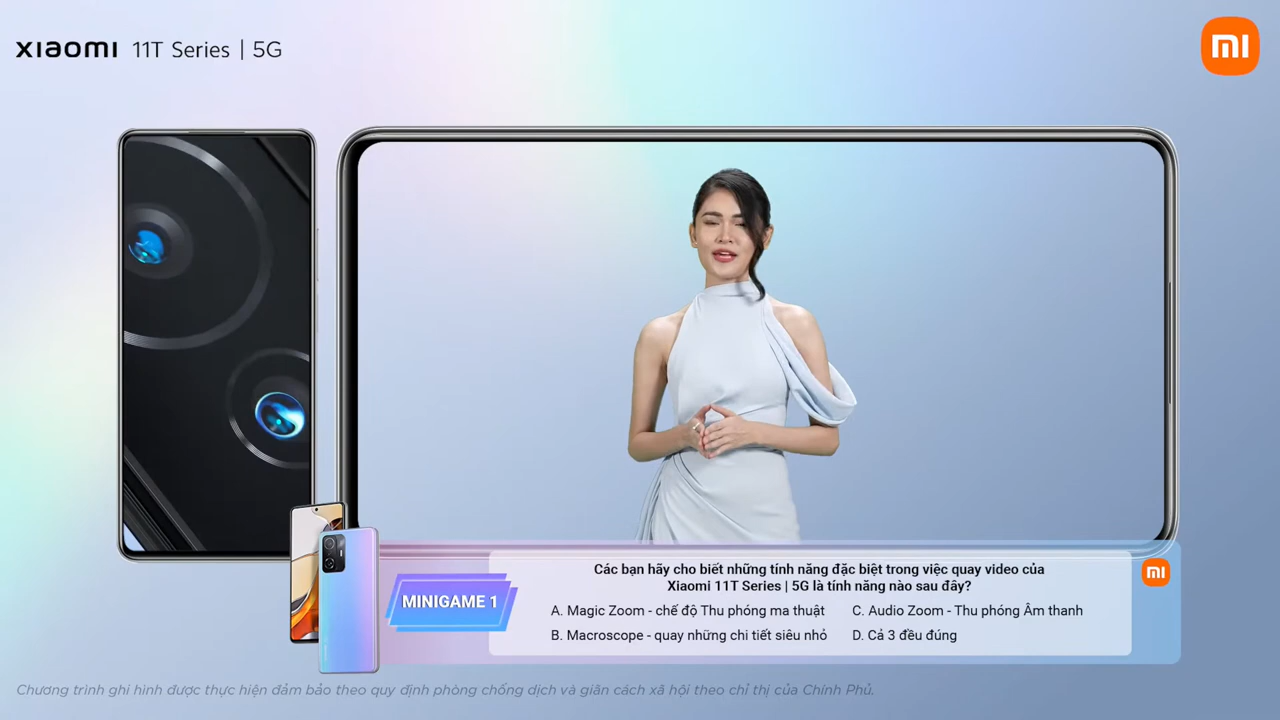 xiaomi 11T Series | 5G
mi
MINIGAME 1
Các bạn hãy cho biết những tính năng đặc biệt trong việc quay video của
Xiaomi 11T Series | 5G là tính năng nào sau đây?
A. Magic Zoom - chế độ Thu phóng ma thuật
C. Audio Zoom - Thu phóng Âm thanh
B. Macroscope - quay những chi tiết siêu nhỏ
D. Cả 3 đều đúng
mi
Chương trình ghi hình được thực hiện đảm bảo theo quy định phòng chống dịch và giãn cách xã hội theo chỉ thị của Chính Phủ.